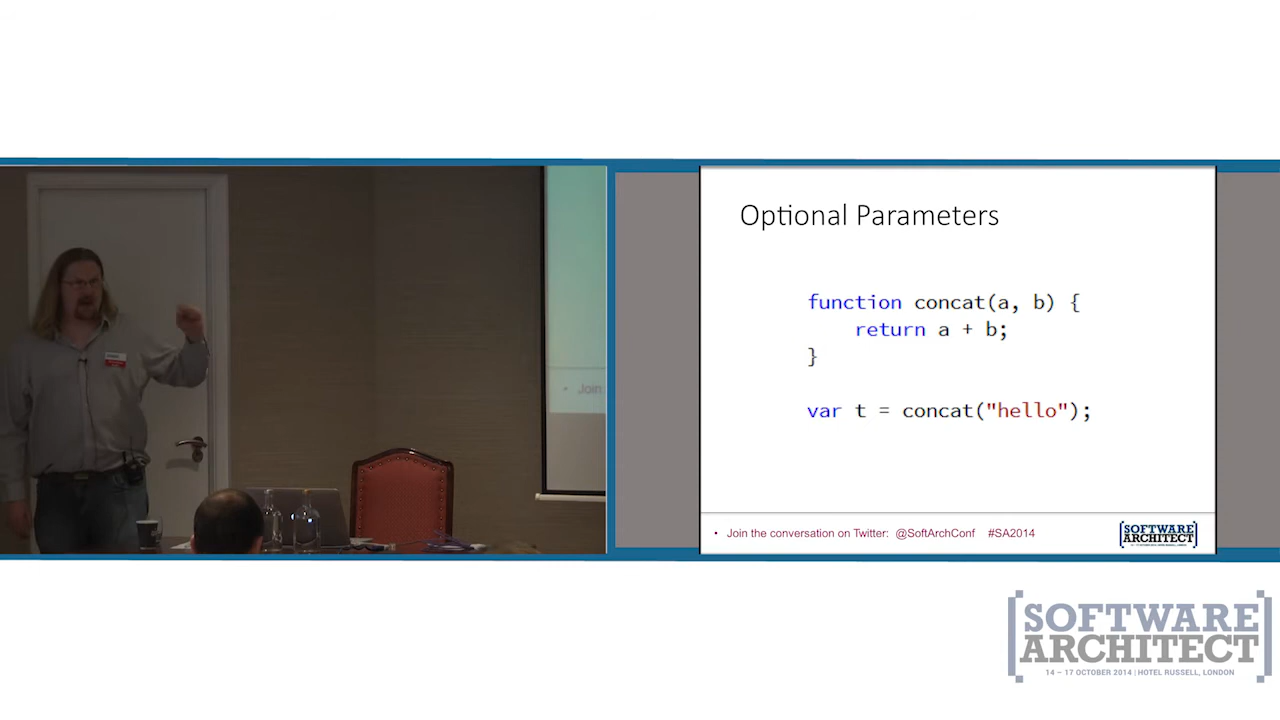 • Join
Optional Parameters
function concat(a, b) {
return a + b;
}
var t = concat("hello");
• Join the conversation on Twitter: @SoftArchConf #SA2014
[SOFTWARE
ARCHITECT]
[SOFTWARE
ARCHITECT]
14 – 17 OCTOBER 2014 | HOTEL RUSSELL, LONDON